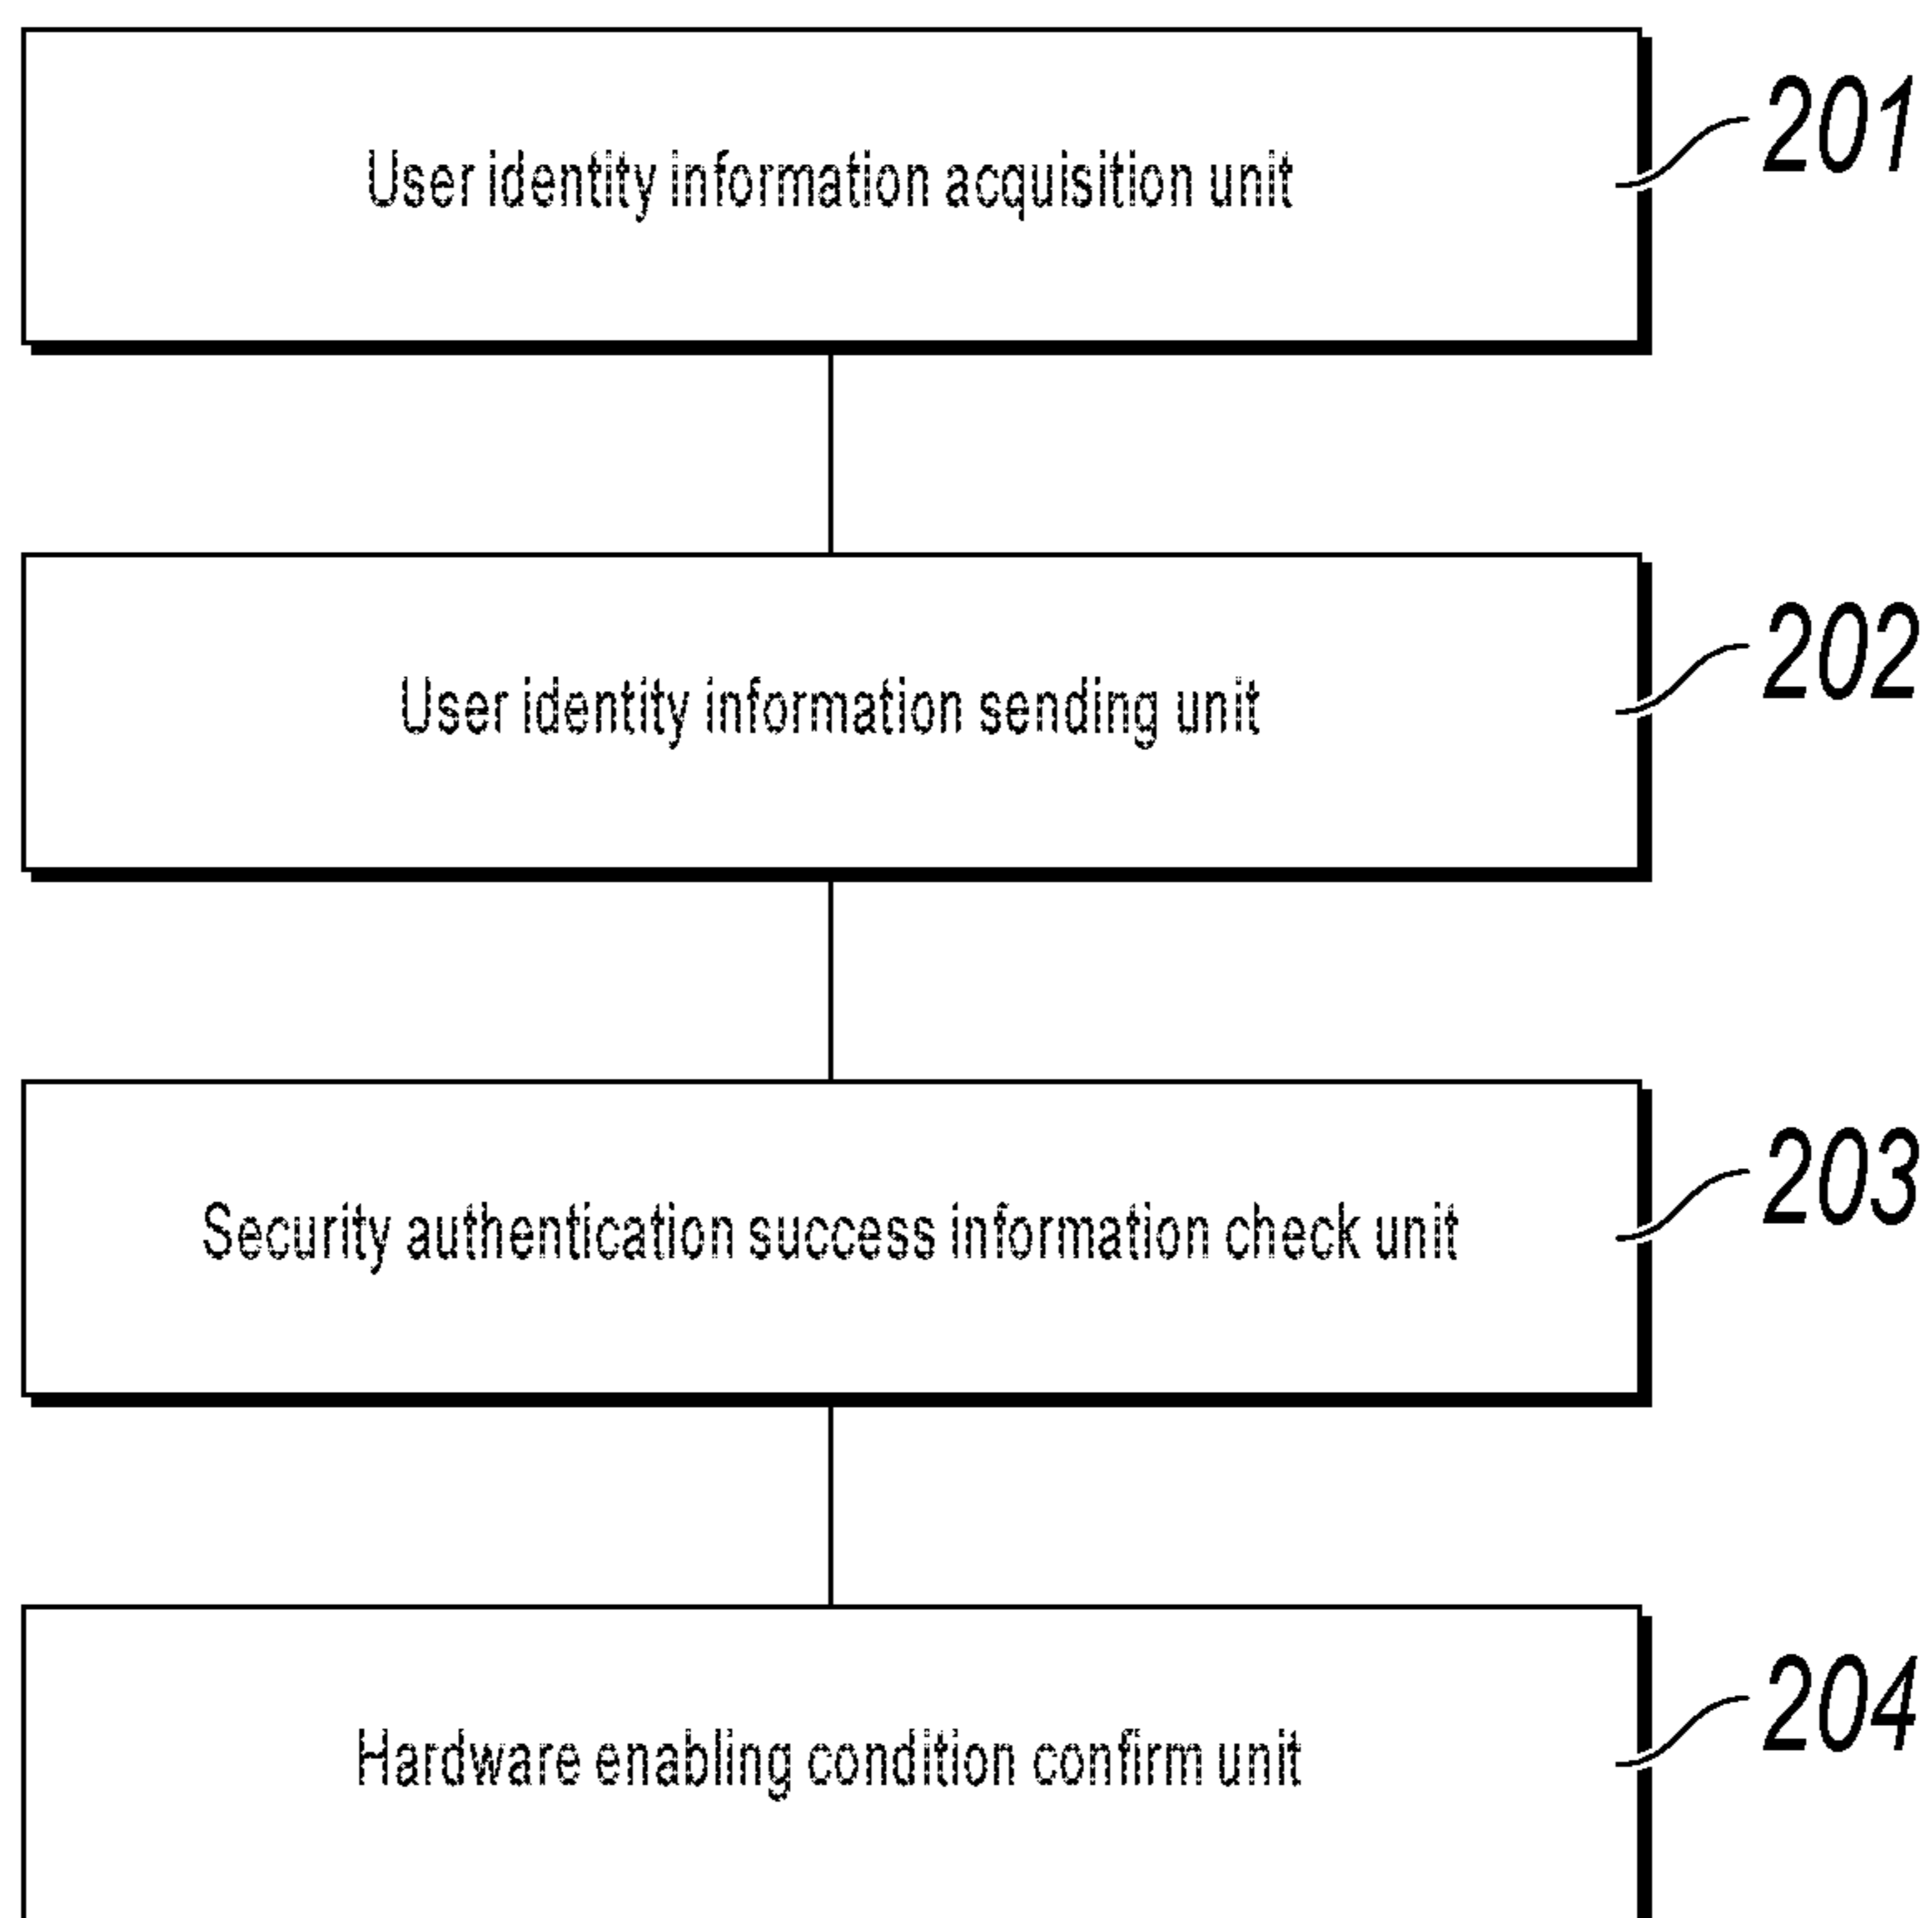 User identity information acquisition unit
201
User identity information sending unit
202
Security authentication success information check unit
203
Hardware enabling condition confirm unit
204